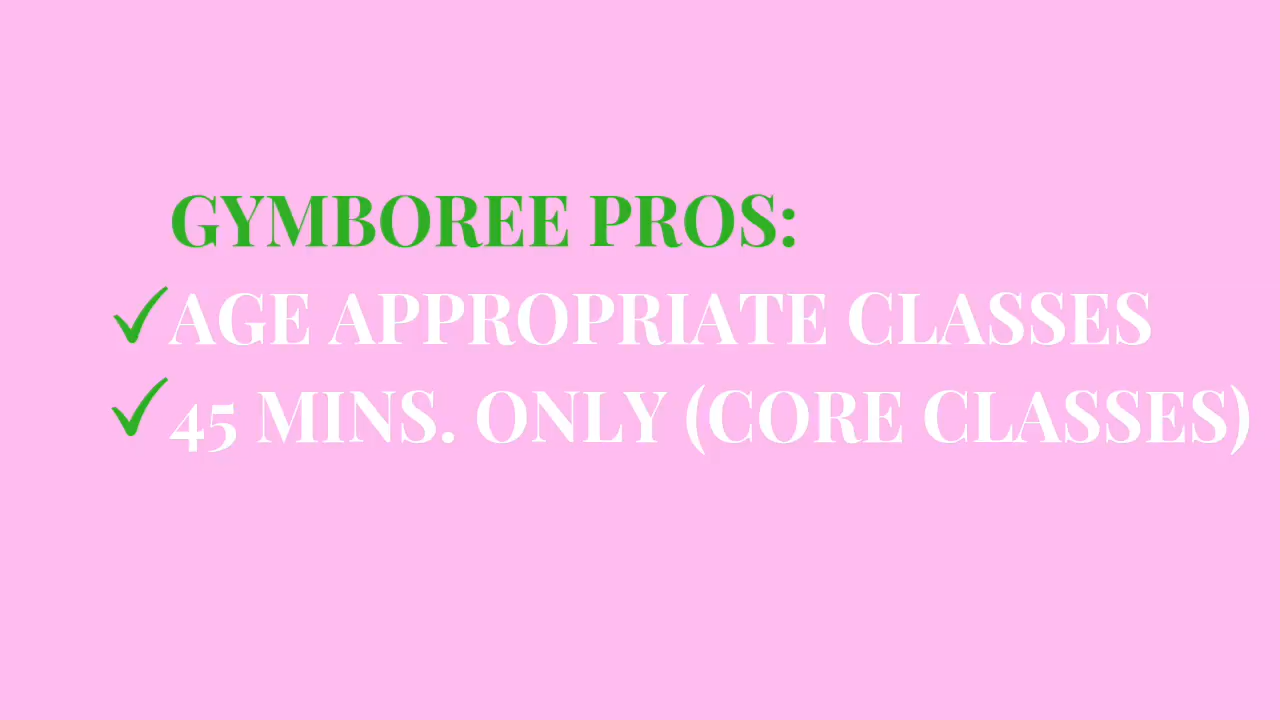 GYMBOREE PROS:
✓AGE APPROPRIATE CLASSES
✓45 MINS. ONLY (CORE CLASSES)